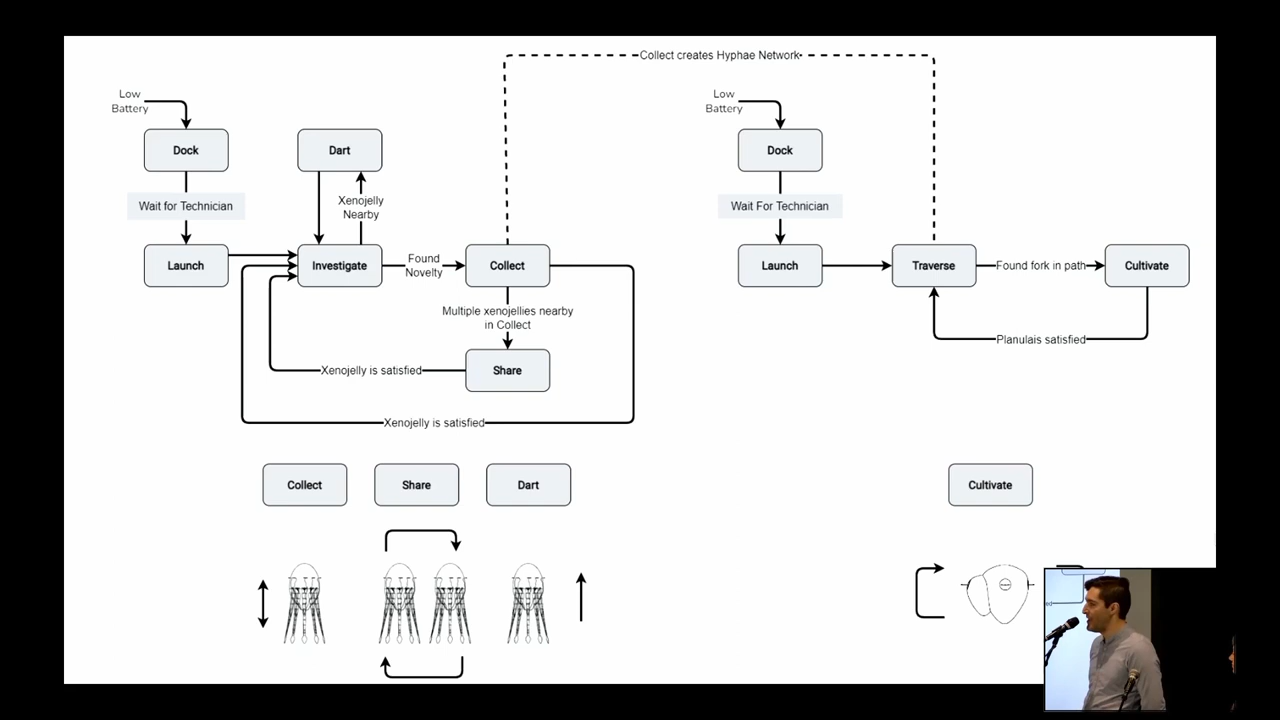 Collect creates Hyphae Network
Low
Battery
Low
Battery
Dock
Dart
Dock
Wait for Technician
Xenojelly
Nearby
Wait For Technician
Launch
Investigate
Found
Novelty
Collect
Launch
Traverse
Found fork in path
Cultivate
Multiple xenojellies nearby
in Collect
Planulais satisfied
Xenojelly is satisfied
Share
Xenojelly is satisfied
Collect
Share
Dart
Cultivate